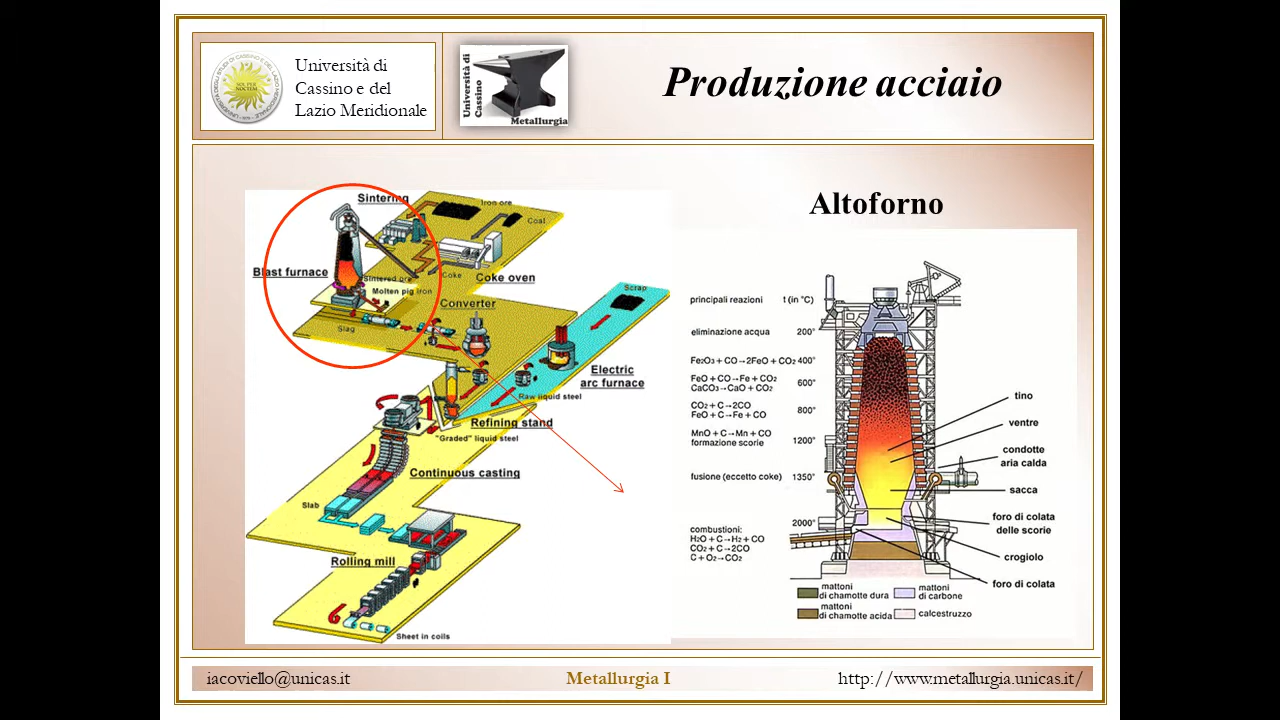 Università di
Cassino e del
Lazio Meridionale
Università di
Cassino
Metallurgia
Produzione acciaio
Altoforno
Sintering
Iron ore
Coal
Blast furnace
Sintered ore
Coke
Coke oven
Molten pig iron
Converter
Scrap
Slag
Electric
arc furnace
Raw liquid steel
Refining stand
"Graded" liquid steel
Continuous casting
Slab
Rolling mill
Sheet in coils
principali reazioni t (in °C)
eliminazione acqua 200°
Fe2O3 + CO→2FeO + CO2 400°
FeO + CO→Fe + CO2
600°
CaCO3→CaO + CO2
CO2 + C→2CO
800°
FeO + C→Fe + CO
MnO + C→Mn + CO
1200°
formazione scorie
fusione (eccetto coke) 1350°
2000°
combustioni:
H2O + C→H2 + CO
CO2 + C→2CO
C + O2→CO2
tino
ventre
condotte
aria calda
sacca
foro di colata
delle scorie
crogiolo
foro di colata
mattoni
di chamotte dura
mattoni
di carbone
mattoni
di chamotte acida
calcestruzzo
iacoviello@unicas.it
Metallurgia I
http://www.metallurgia.unicas.it/